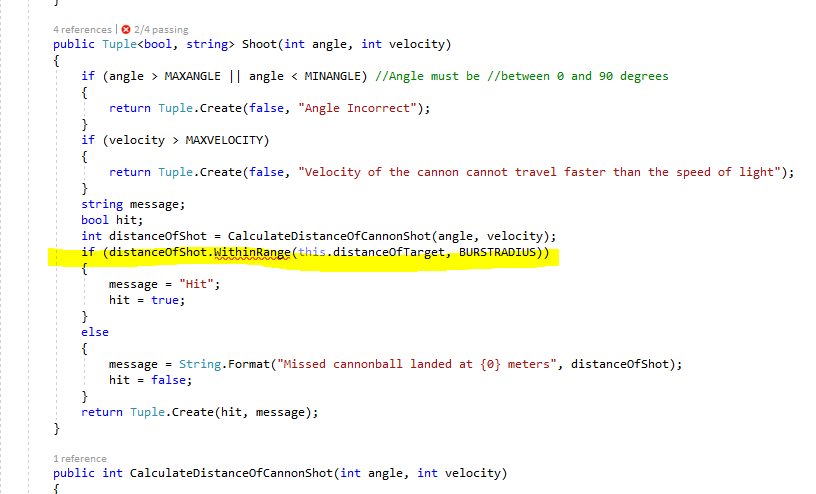 }
4 references | 2/4 passing
public Tuple<bool, string> Shoot(int angle, int velocity)
{
if (angle > MAXANGLE || angle < MINANGLE) //Angle must be //between 0 and 90 degrees
{
return Tuple.Create(false, "Angle Incorrect");
}
if (velocity > MAXVELOCITY)
{
return Tuple.Create(false, "Velocity of the cannon cannot travel faster than the speed of light");
}
string message;
bool hit;
int distanceOfShot = CalculateDistanceOfCannonShot(angle, velocity);
if (distanceOfShot.WithinRange(this.distanceOfTarget, BURSTRADIUS))
{
message = "Hit";
hit = true;
}
else
{
message = String.Format("Missed cannonball landed at {0} meters", distanceOfShot);
hit = false;
}
return Tuple.Create(hit, message);
}
1 reference
public int CalculateDistanceOfCannonShot(int angle, int velocity)
{